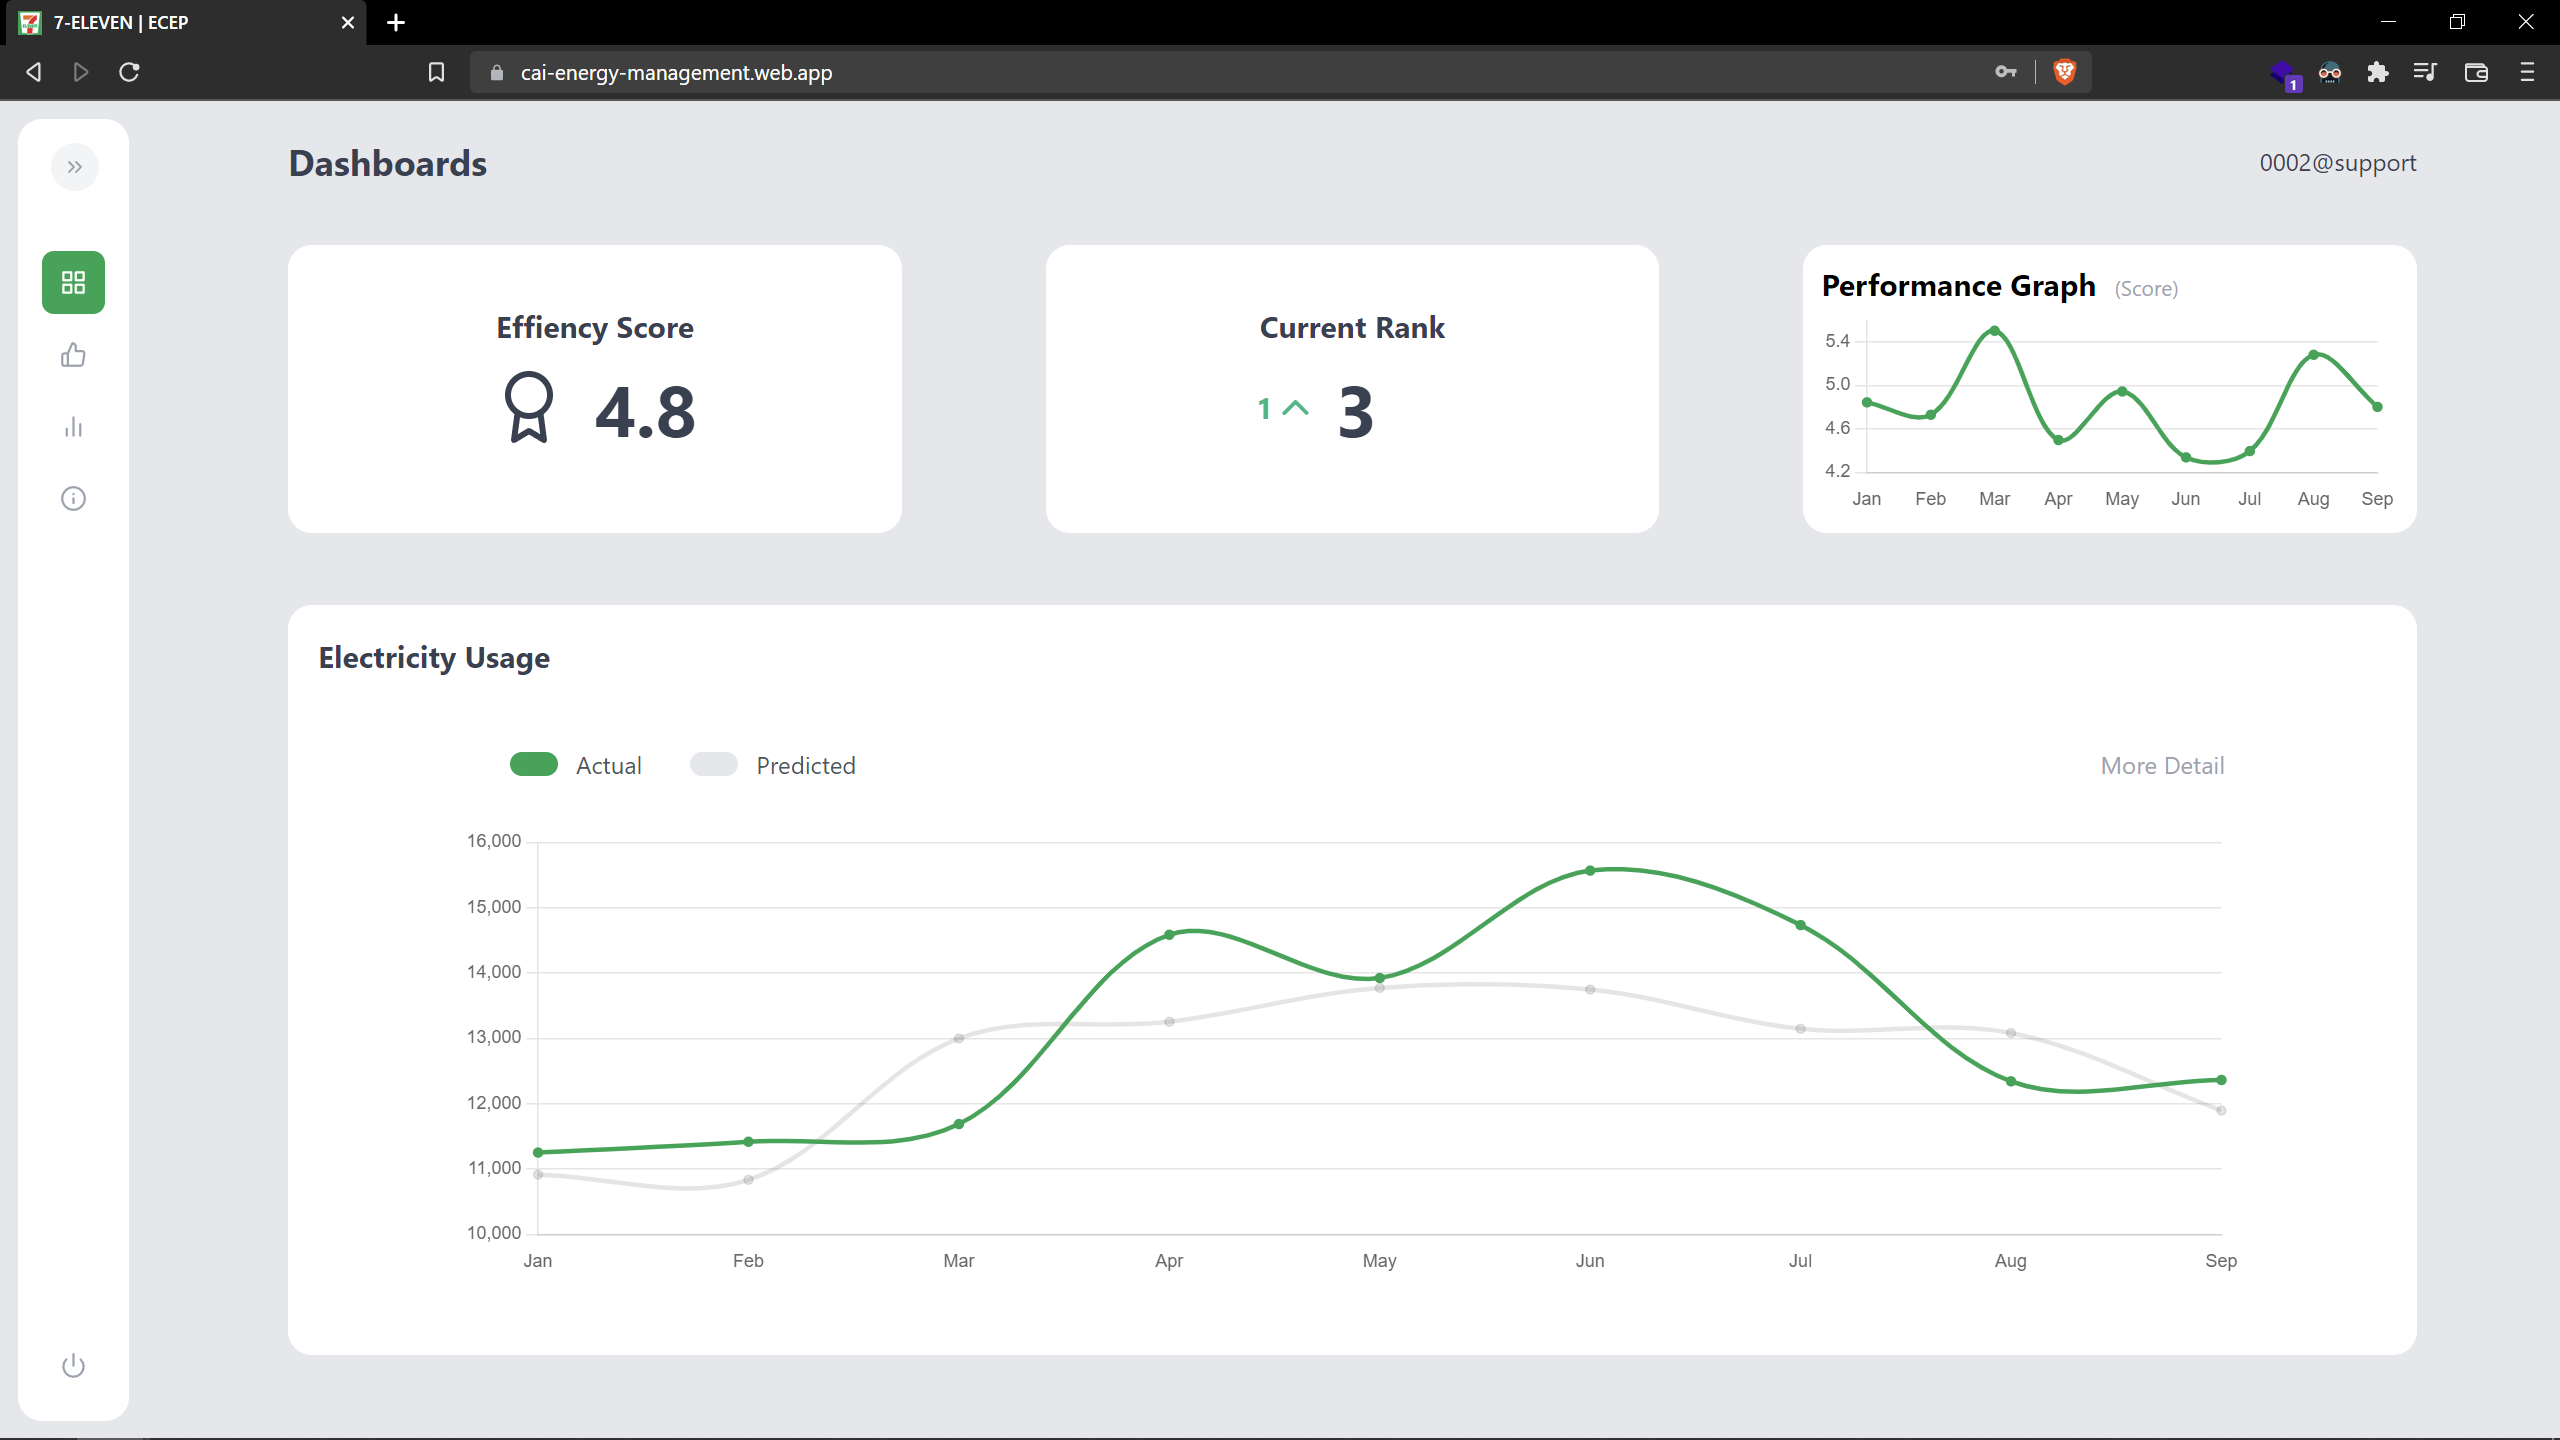 7-ELEVEN | ECEP
cai-energy-management.web.app
1
Dashboards
0002@support
Effiency Score
4.8
Current Rank
1 3
Performance Graph (Score)
5.4
5.0
4.6
4.2
Jan Feb Mar Apr May Jun Jul Aug Sep
Electricity Usage
Actual Predicted
More Detail
16,000
15,000
14,000
13,000
12,000
11,000
10,000
Jan Feb Mar Apr May Jun Jul Aug Sep